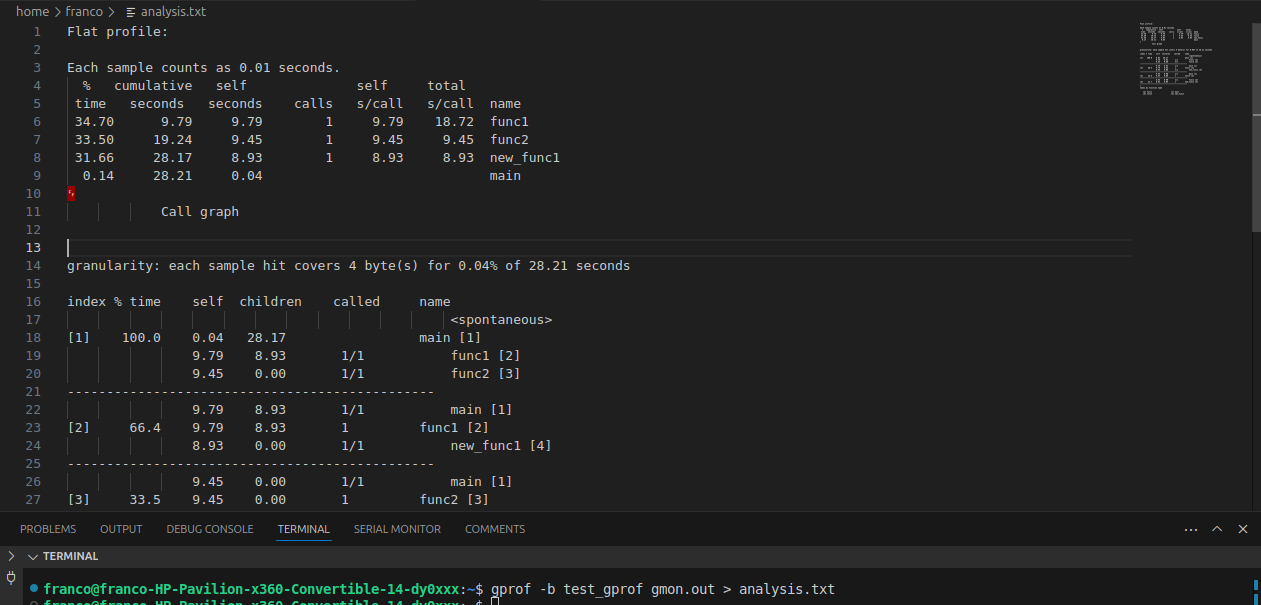 home > franco > analysis.txt
1 Flat profile:
2
3 Each sample counts as 0.01 seconds.
4 % cumulative self self total
5 time seconds seconds calls s/call s/call name
6 34.70 9.79 9.79 1 9.79 18.72 func1
7 33.50 19.24 9.45 1 9.45 9.45 func2
8 31.66 28.17 8.93 1 8.93 8.93 new_func1
9 0.14 28.21 0.04 main
10
11 Call graph
12
13
14 granularity: each sample hit covers 4 byte(s) for 0.04% of 28.21 seconds
15
16 index % time self children called name
17 <spontaneous>
18 [1] 100.0 0.04 28.17 main [1]
19 9.79 8.93 1/1 func1 [2]
20 9.45 0.00 1/1 func2 [3]
21 -----------------------------------------------
22 9.79 8.93 1/1 main [1]
23 [2] 66.4 9.79 8.93 1 func1 [2]
24 8.93 0.00 1/1 new_func1 [4]
25 -----------------------------------------------
26 9.45 0.00 1/1 main [1]
27 [3] 33.5 9.45 0.00 1 func2 [3]
PROBLEMS OUTPUT DEBUG CONSOLE TERMINAL SERIAL MONITOR COMMENTS
TERMINAL
franco@franco-HP-Pavilion-x360-Convertible-14-dy0xxx:~$ gprof -b test_gprof gmon.out > analysis.txt
franco@franco-HP-Pavilion-x360-Convertible-14-dy0xxx:~$